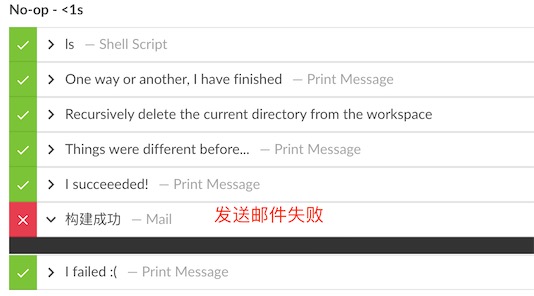 No-op - <1s
ls — Shell Script
One way or another, I have finished — Print Message
Recursively delete the current directory from the workspace
Things were different before... — Print Message
I succeeeded! — Print Message
构建成功 — Mail 发送邮件失败
I failed :( — Print Message